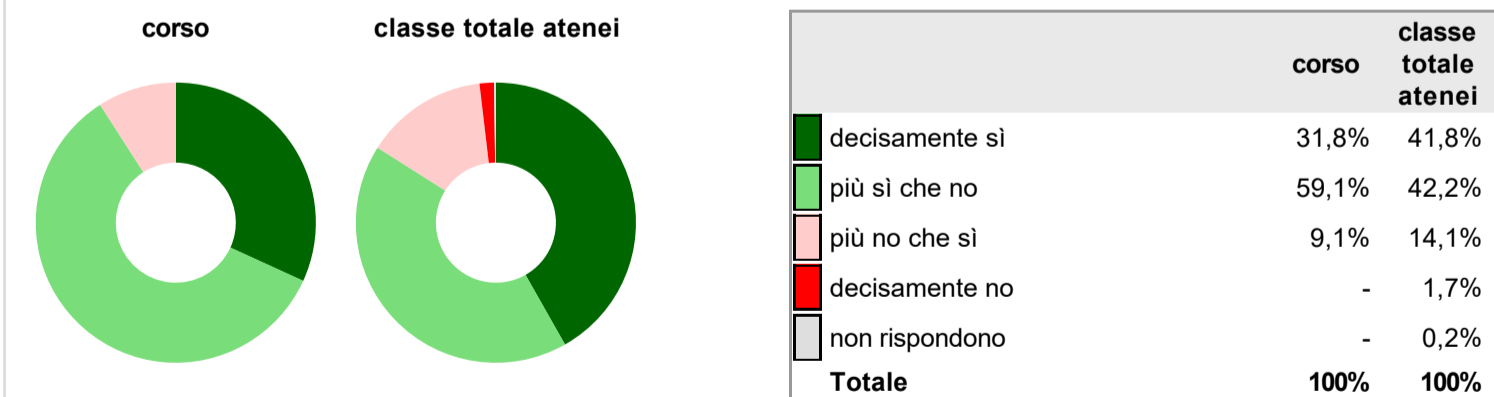 corso classe totale atenei
corso classe totale atenei
decisamente sì 31,8% 41,8%
più sì che no 59,1% 42,2%
più no che sì 9,1% 14,1%
decisamente no - 1,7%
non rispondono - 0,2%
Totale 100% 100%